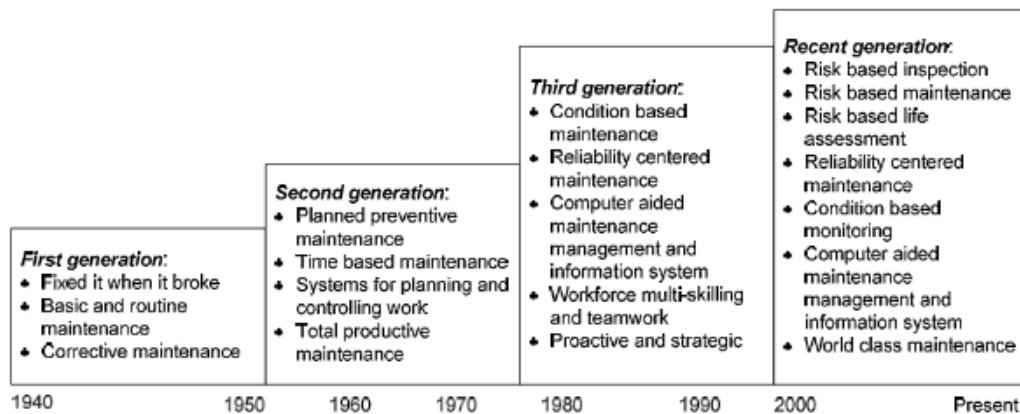 First generation:
♠ Fixed it when it broke
♠ Basic and routine
maintenance
♠ Corrective maintenance
Second generation:
♠ Planned preventive
maintenance
♠ Time based maintenance
♠ Systems for planning and
controlling work
♠ Total productive
maintenance
Third generation:
♠ Condition based
maintenance
♠ Reliability centered
maintenance
♠ Computer aided
maintenance
management and
information system
♠ Workforce multi-skilling
and teamwork
♠ Proactive and strategic
Recent generation:
♠ Risk based inspection
♠ Risk based maintenance
♠ Risk based life
assessment
♠ Reliability centered
maintenance
♠ Condition based
monitoring
♠ Computer aided
maintenance
management and
information system
♠ World class maintenance
1940 1950 1960 1970 1980 1990 2000 Present